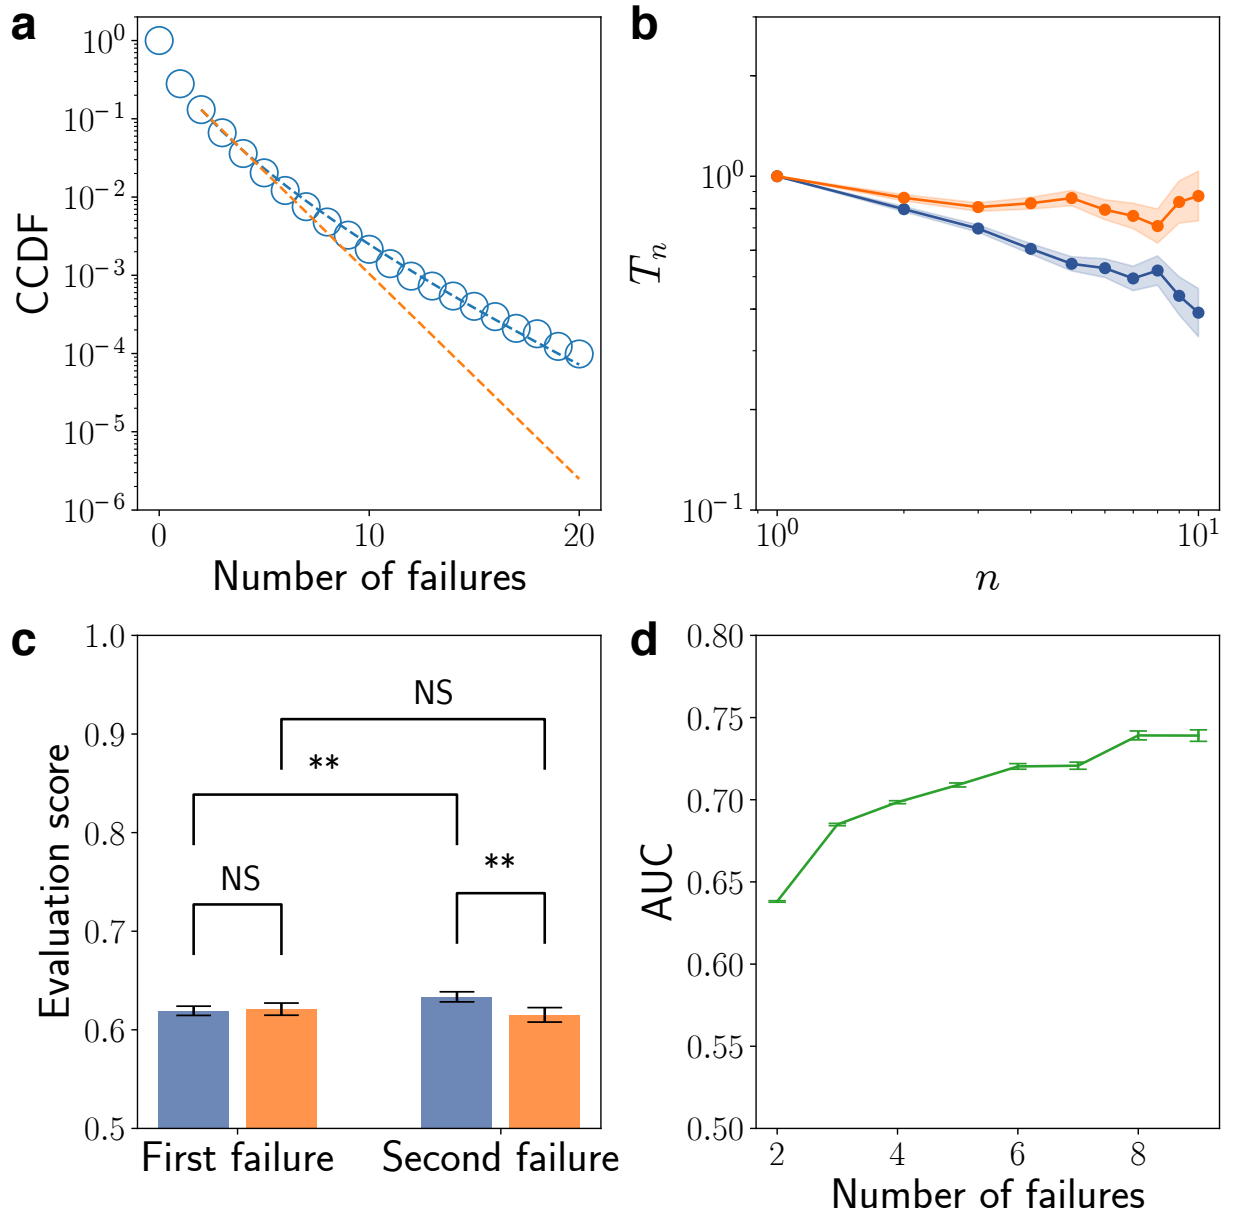 a
CCDF
10^0
10^-1
10^-2
10^-3
10^-4
10^-5
10^-6
0
10
20
Number of failures
b
T_n
10^0
10^-1
10^0
10^1
n
c
Evaluation score
1.0
0.9
0.8
0.7
0.6
0.5
NS
**
NS
**
First failure
Second failure
d
AUC
0.80
0.75
0.70
0.65
0.60
0.55
0.50
2
4
6
8
Number of failures